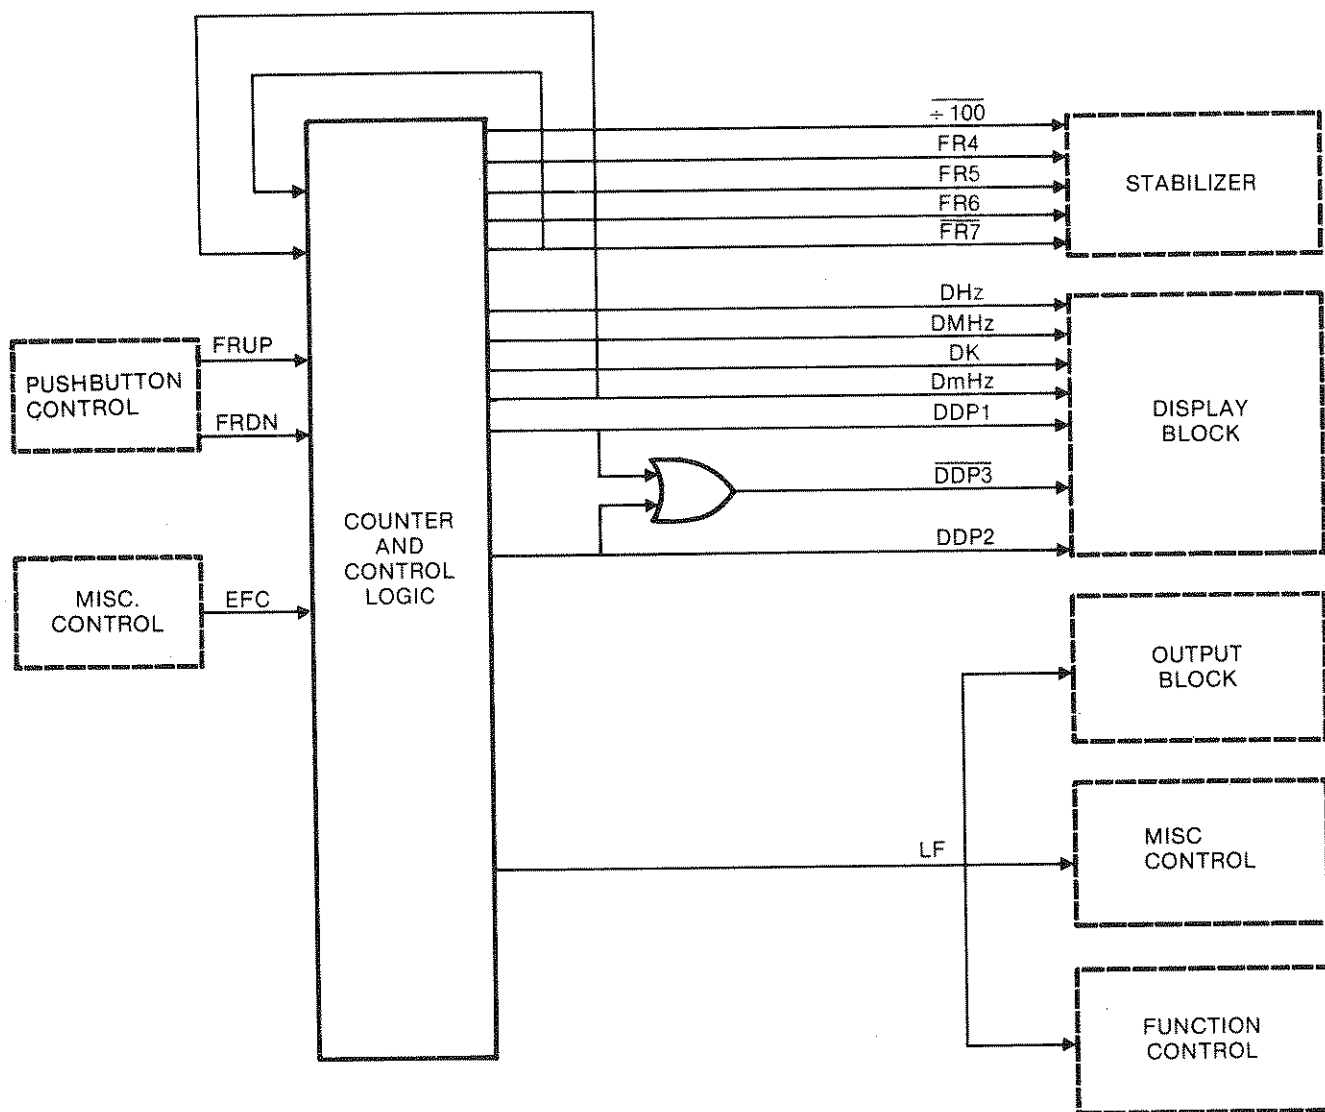 ÷ 100
FR4
FR5
FR6
FR7
STABILIZER
DHz
DMHz
DK
DmHz
DDP1
DDP3
DDP2
DISPLAY
BLOCK
FRUP
FRDN
PUSHBUTTON
CONTROL
EFC
MISC.
CONTROL
COUNTER
AND
CONTROL
LOGIC
OUTPUT
BLOCK
LF
MISC
CONTROL
FUNCTION
CONTROL